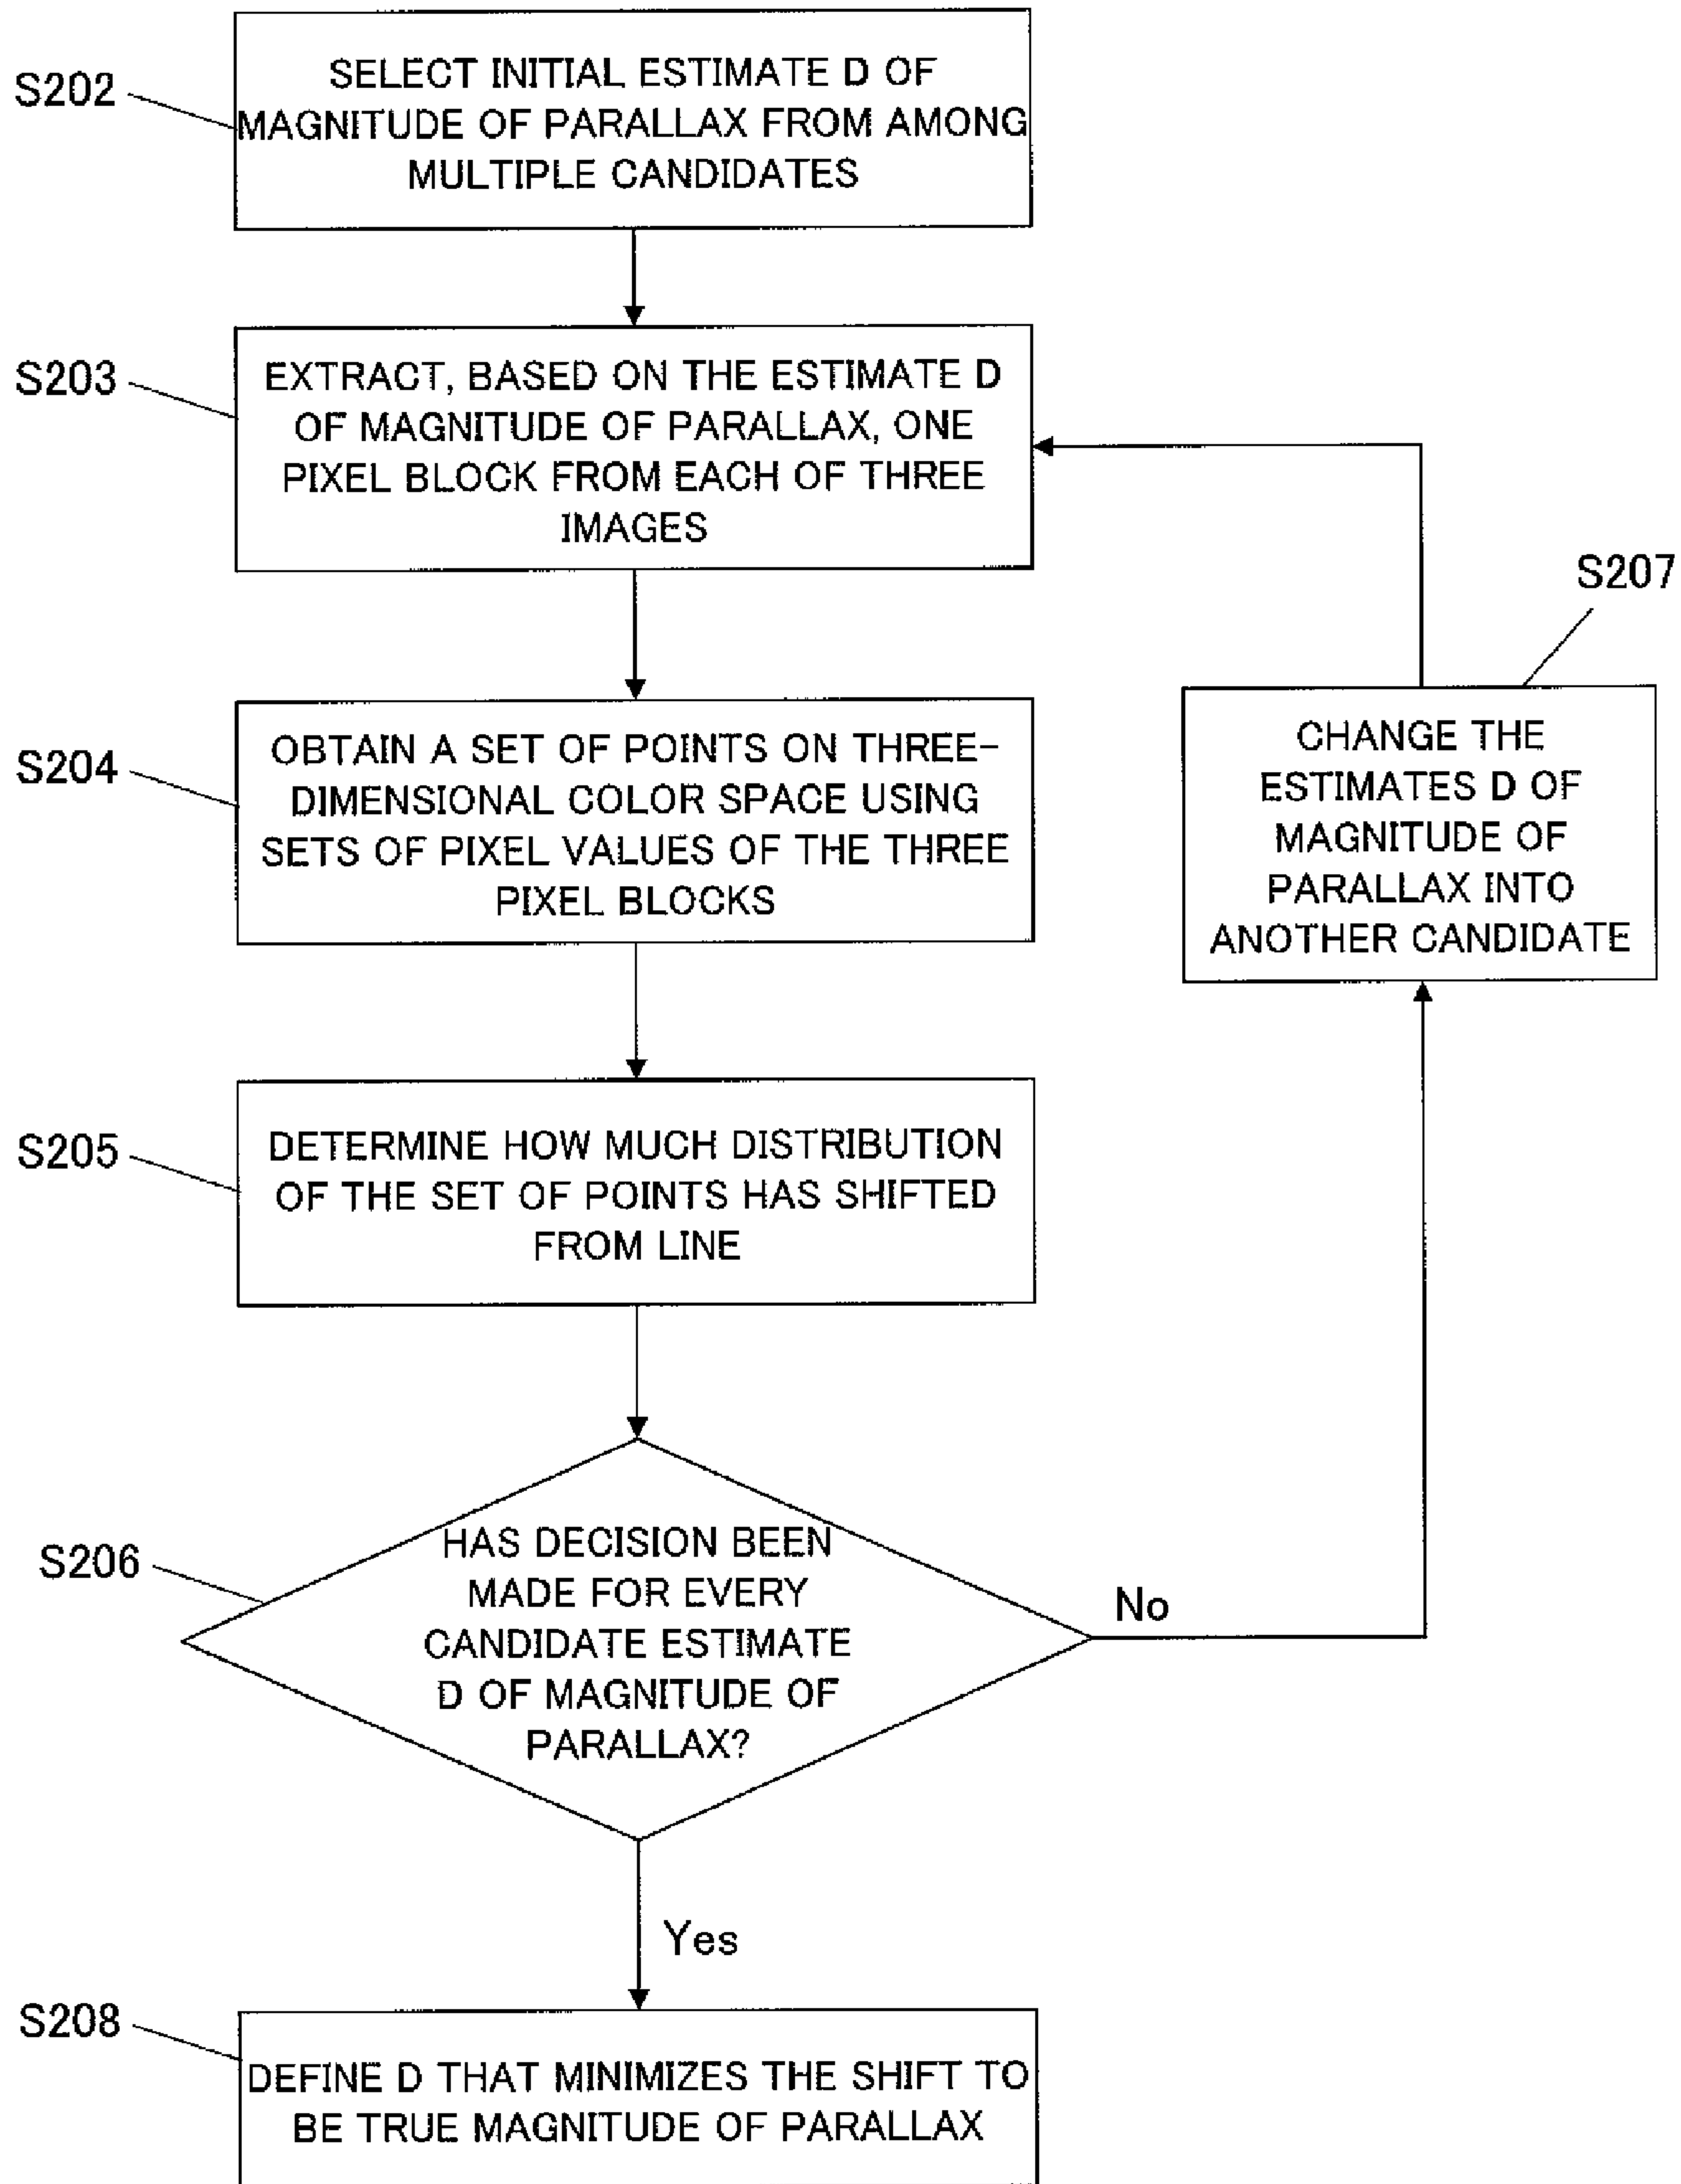 S202
SELECT INITIAL ESTIMATE D OF
MAGNITUDE OF PARALLAX FROM AMONG
MULTIPLE CANDIDATES
S203
EXTRACT, BASED ON THE ESTIMATE D
OF MAGNITUDE OF PARALLAX, ONE
PIXEL BLOCK FROM EACH OF THREE
IMAGES
S204
OBTAIN A SET OF POINTS ON THREE-
DIMENSIONAL COLOR SPACE USING
SETS OF PIXEL VALUES OF THE THREE
PIXEL BLOCKS
S205
DETERMINE HOW MUCH DISTRIBUTION
OF THE SET OF POINTS HAS SHIFTED
FROM LINE
S206
HAS DECISION BEEN
MADE FOR EVERY
CANDIDATE ESTIMATE
D OF MAGNITUDE OF
PARALLAX?
No
S207
CHANGE THE
ESTIMATES D OF
MAGNITUDE OF
PARALLAX INTO
ANOTHER CANDIDATE
Yes
S208
DEFINE D THAT MINIMIZES THE SHIFT TO
BE TRUE MAGNITUDE OF PARALLAX